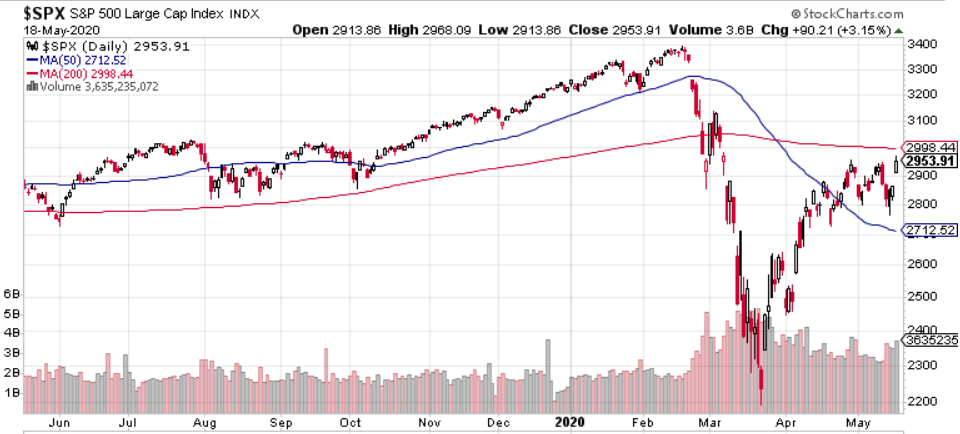 $SPX S&P 500 Large Cap Index INDX
© StockCharts.com
18-May-2020
Open 2913.86 High 2968.09 Low 2913.86 Close 2953.91 Volume 3.6B Chg +90.21 (+3.15%)
$SPX (Daily) 2953.91
MA(50) 2712.52
MA(200) 2998.44
Volume 3,635,235,072
3400
3300
3200
3100
2998.44
2953.91
2900
2800
2712.52
2600
2500
2400
3635235
2300
2200
6B
5B
4B
3B
2B
1B
Jun Jul Aug Sep Oct Nov Dec 2020 Feb Mar Apr May